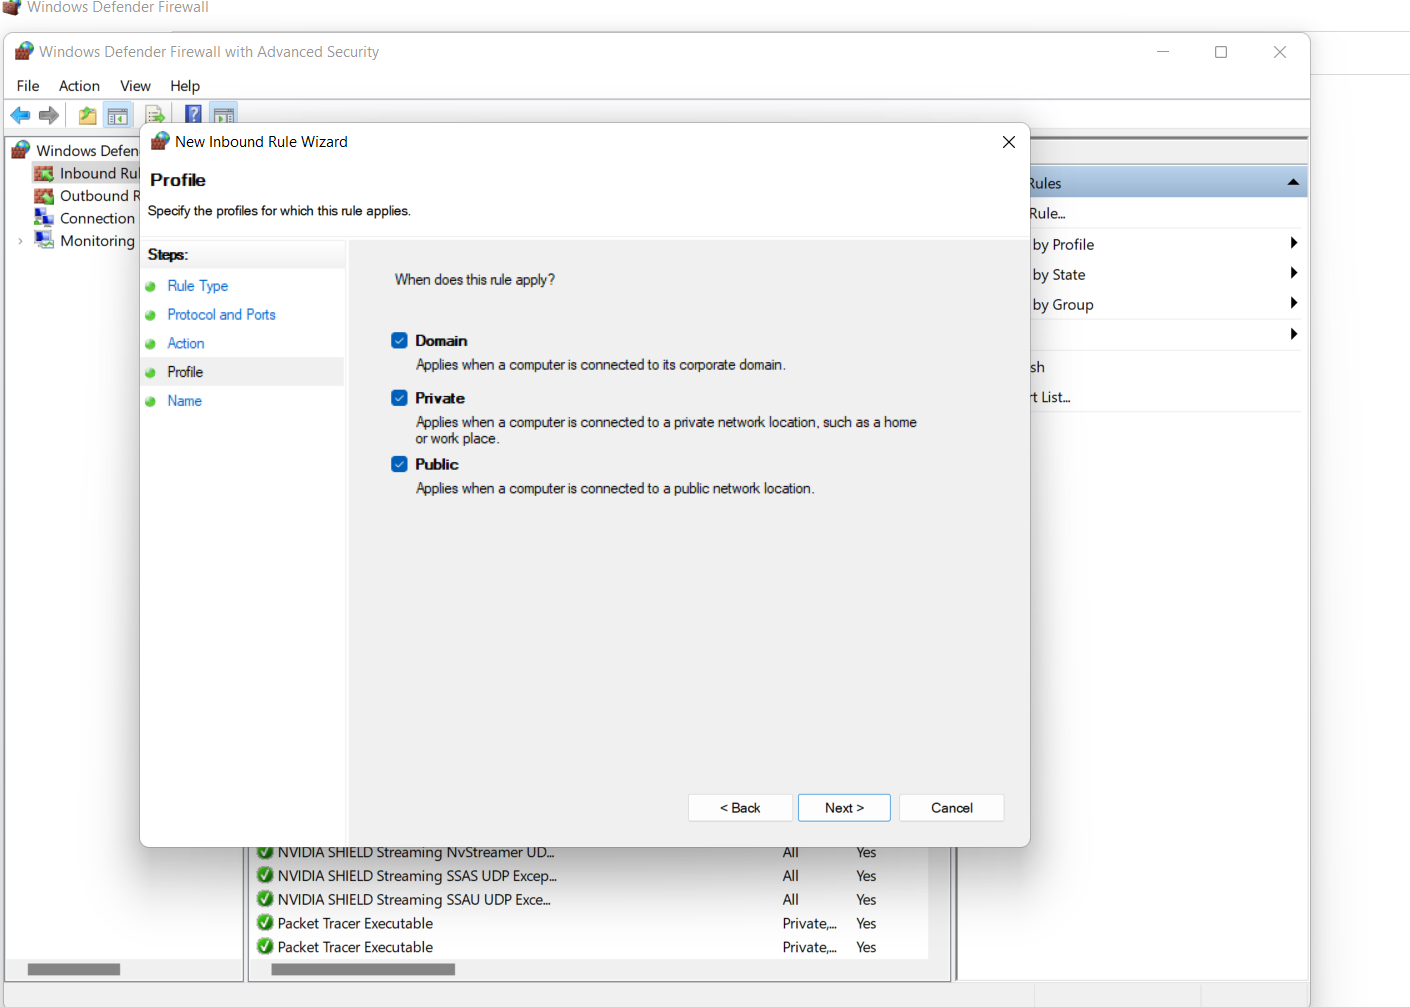 Windows Defender Firewall
Windows Defender Firewall with Advanced Security
File Action View Help
Windows Defen
Inbound Rul
Outbound R
Connection
Monitoring
New Inbound Rule Wizard
Profile
Specify the profiles for which this rule applies.
Steps:
Rule Type
Protocol and Ports
Action
Profile
Name
When does this rule apply?
Domain
Applies when a computer is connected to its corporate domain.
Private
Applies when a computer is connected to a private network location, such as a home
or work place.
Public
Applies when a computer is connected to a public network location.
< Back Next > Cancel
Rules
Rule...
by Profile
by State
by Group
sh
rt List...
NVIDIA SHIELD Streaming NvStreamer UD... All Yes
NVIDIA SHIELD Streaming SSAS UDP Excep... All Yes
NVIDIA SHIELD Streaming SSAU UDP Exce... All Yes
Packet Tracer Executable Private,... Yes
Packet Tracer Executable Private,... Yes